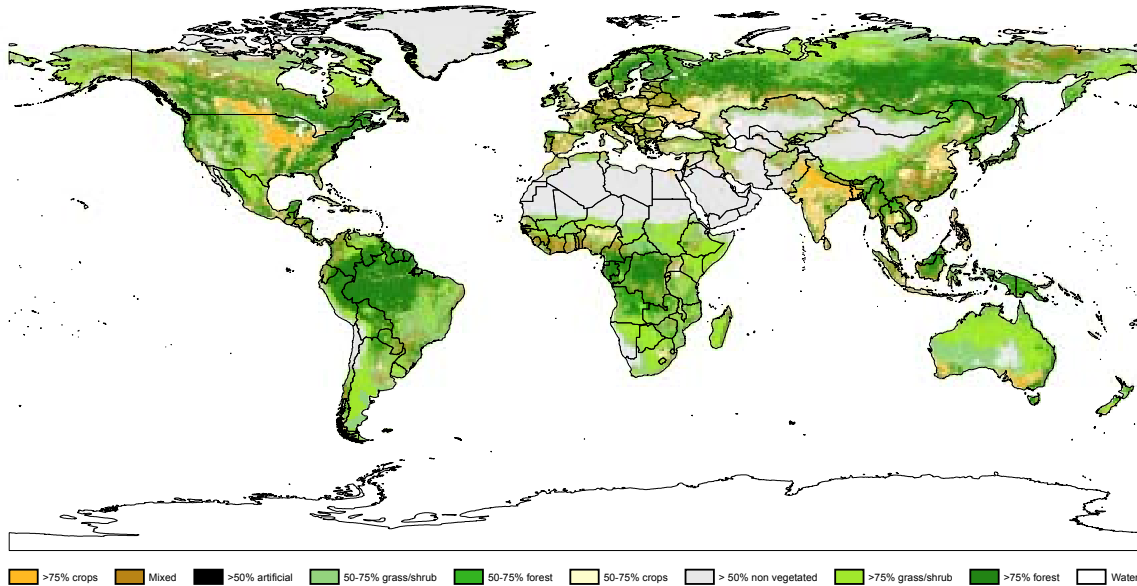 >75% crops Mixed >50% artificial 50-75% grass/shrub 50-75% forest 50-75% crops > 50% non vegetated >75% grass/shrub >75% forest Water